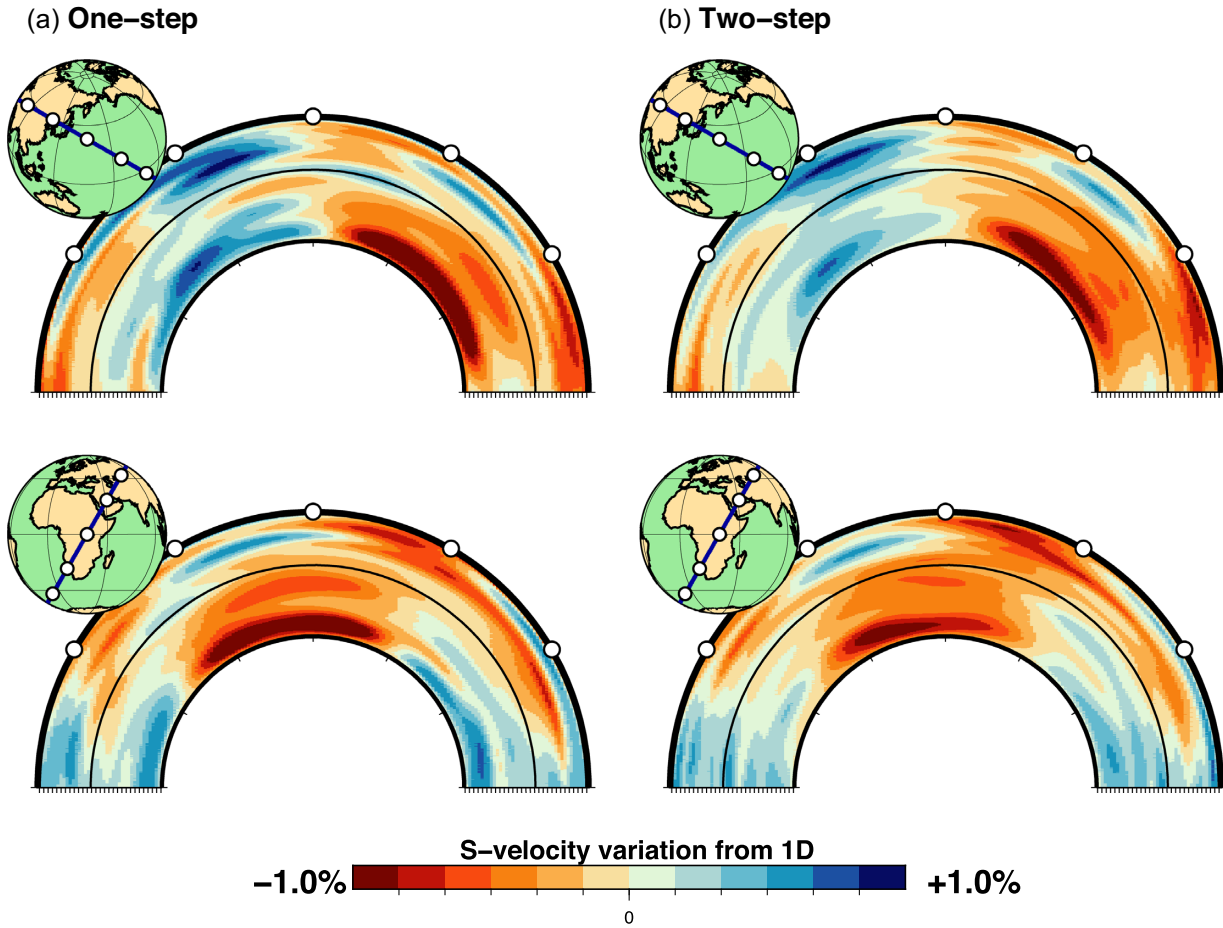 (a) One–step
(b) Two–step
S–velocity variation from 1D
–1.0%
+1.0%
0